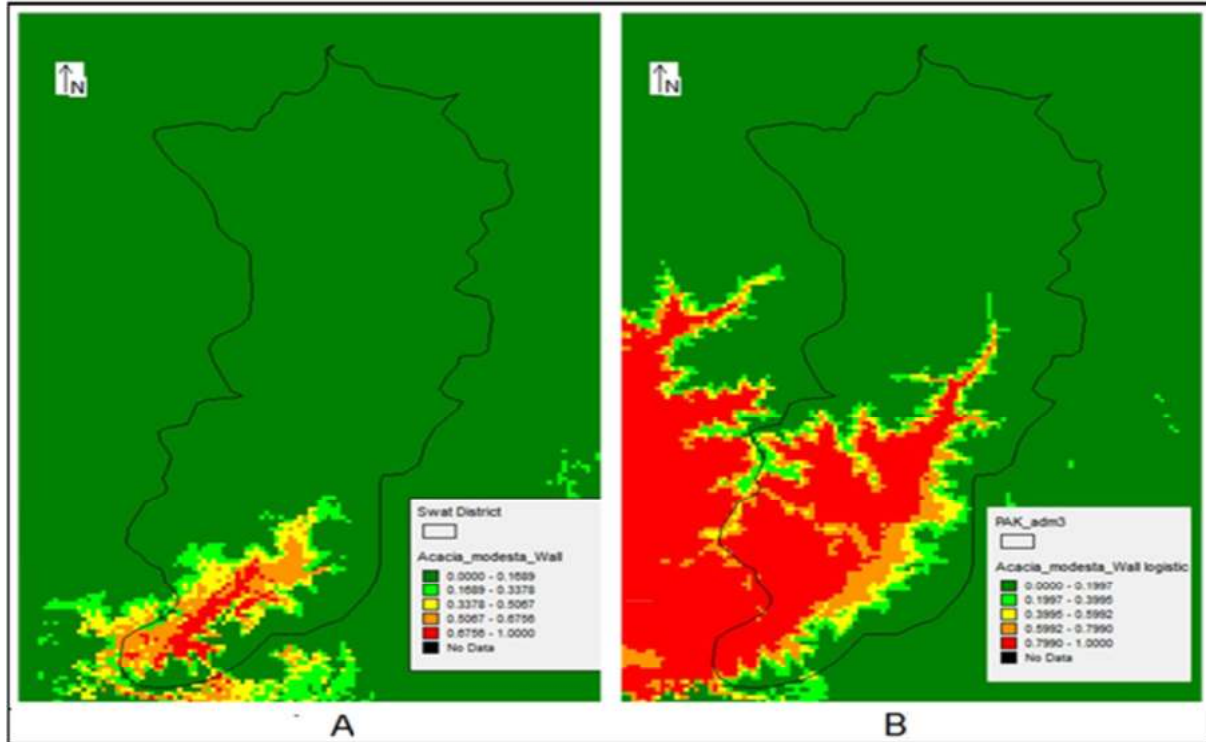 N
Swat District
Acacia_modesta_Wall
0.0000 - 0.1689
0.1689 - 0.3378
0.3378 - 0.5067
0.5067 - 0.6756
0.6756 - 1.0000
No Data
A
N
PAK_adm3
Acacia_modesta_Wall logistic
0.0000 - 0.1997
0.1997 - 0.3995
0.3995 - 0.5992
0.5992 - 0.7990
0.7990 - 1.0000
No Data
B